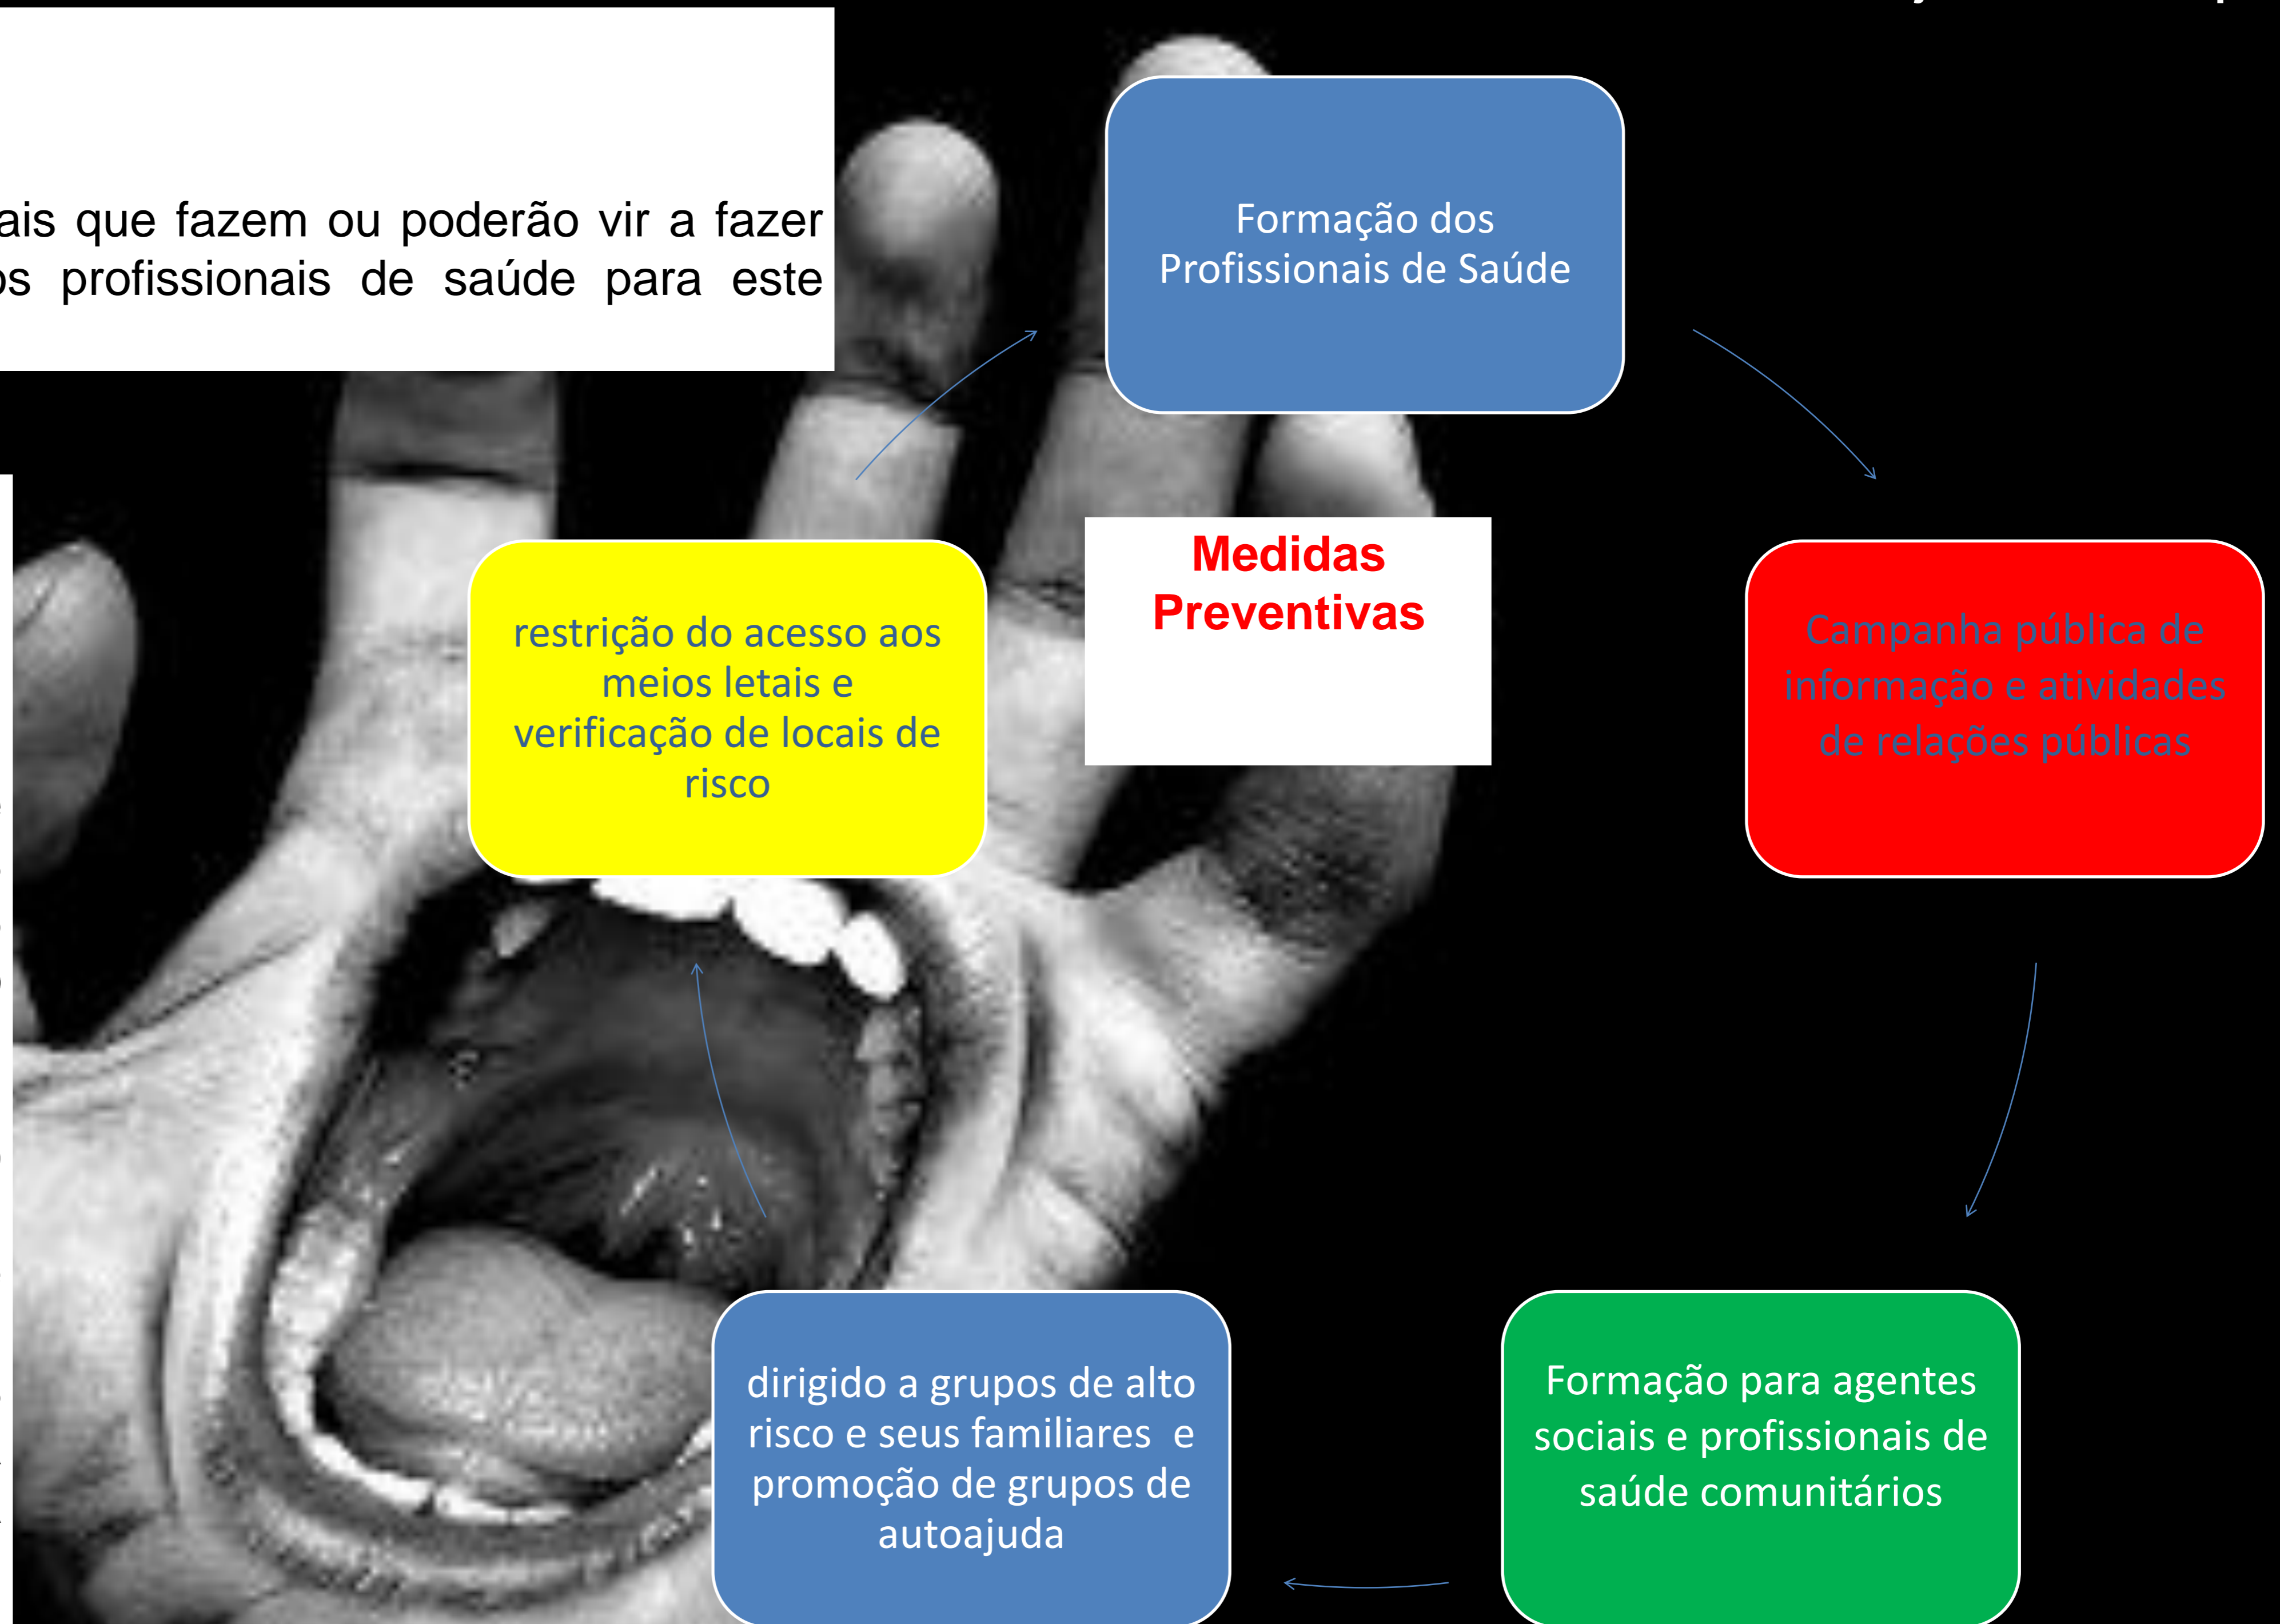 ais que fazem ou poderão vir a fazer
os profissionais de saúde para este
Formação dos
Profissionais de Saúde
Medidas
Preventivas
restrição do acesso aos
meios letais e
verificação de locais de
risco
Campanha pública de
informação e atividades
de relações públicas
dirigido a grupos de alto
risco e seus familiares e
promoção de grupos de
autoajuda
Formação para agentes
sociais e profissionais de
saúde comunitários